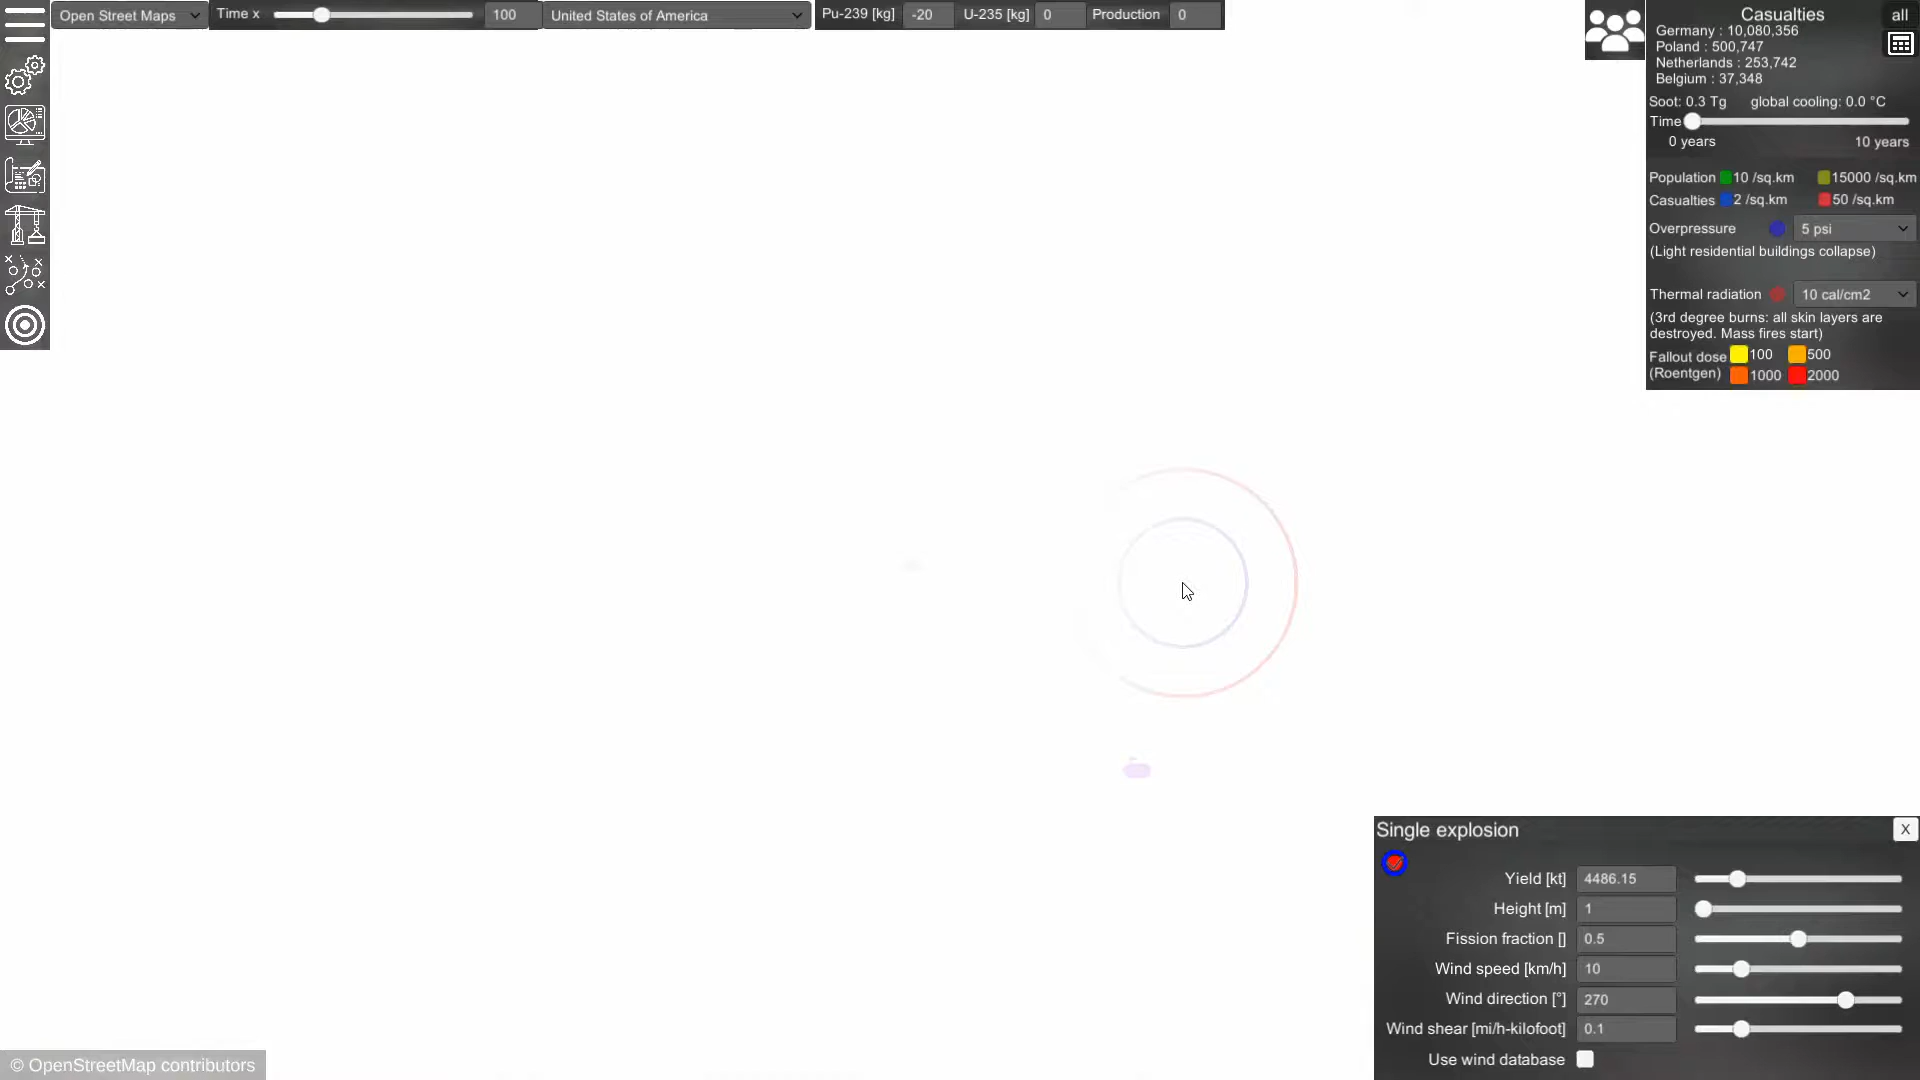 Open Street Maps
Time x
100
United States of America
Pu-239 [kg]
-20
U-235 [kg]
0
Production
0
Casualties
all
Germany : 10,080,356
Poland : 500,747
Netherlands : 253,742
Belgium : 37,348
Soot: 0.3 Tg global cooling: 0.0 °C
Time
0 years 10 years
Population 10 /sq.km 15000 /sq.km
Casualties 2 /sq.km 50 /sq.km
Overpressure 5 psi
(Light residential buildings collapse)
Thermal radiation 10 cal/cm2
(3rd degree burns: all skin layers are
destroyed. Mass fires start)
Fallout dose 100 500
(Roentgen) 1000 2000
Single explosion X
Yield [kt] 4486.15
Height [m] 1
Fission fraction [] 0.5
Wind speed [km/h] 10
Wind direction [°] 270
Wind shear [mi/h-kilofoot] 0.1
Use wind database
© OpenStreetMap contributors